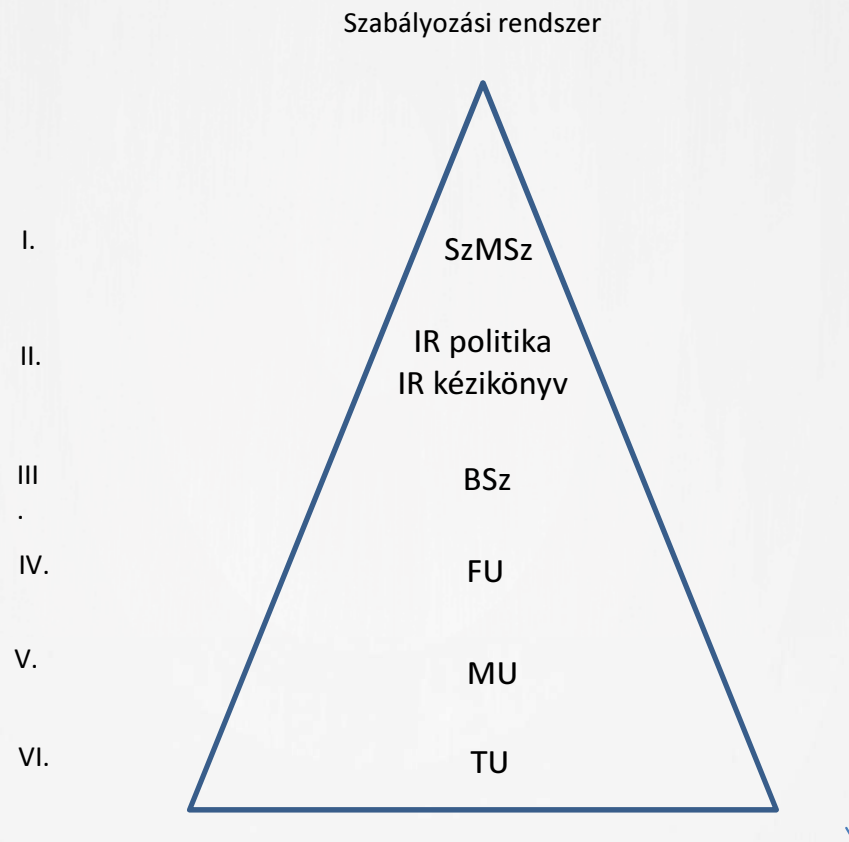 Szabályozási rendszer
I.
SzMSz
II.
IR politika
IR kézikönyv
III
.
BSz
IV.
FU
V.
MU
VI.
TU